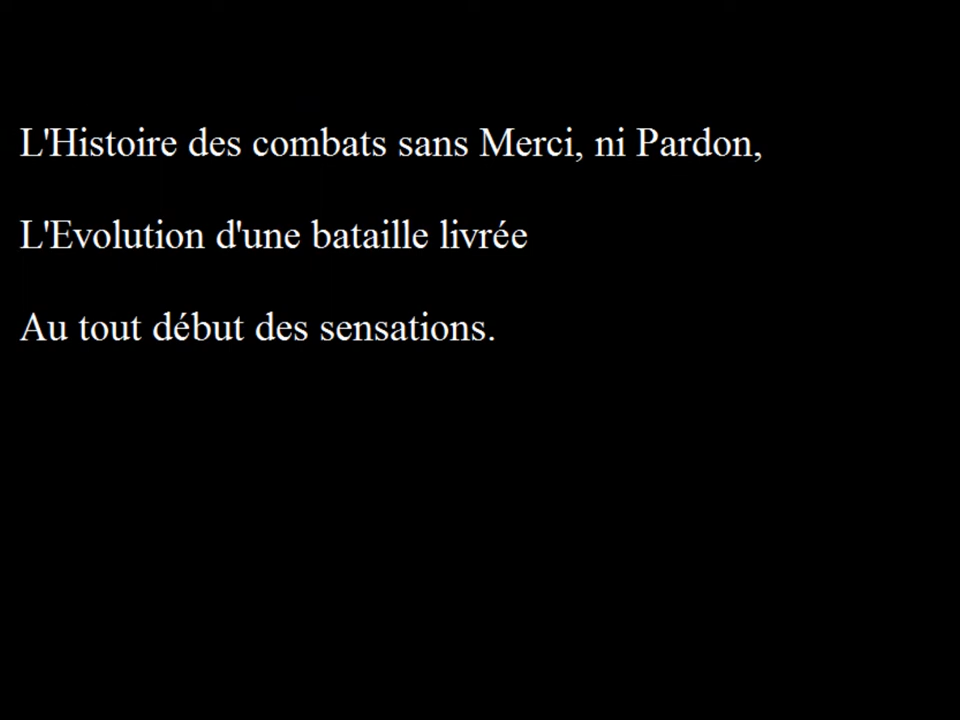 L'Histoire des combats sans Merci, ni Pardon,
L'Evolution d'une bataille livrée
Au tout début des sensations.